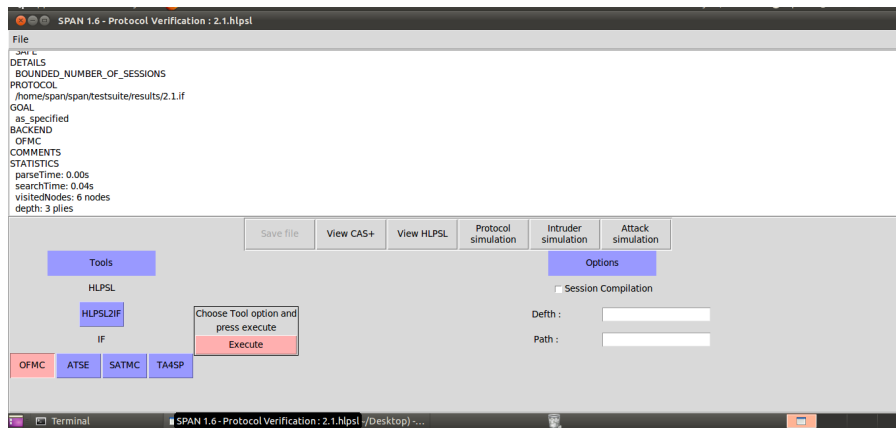 SPAN 1.6 - Protocol Verification : 2.1.hlpsl
File
SAFE
DETAILS
BOUNDED_NUMBER_OF_SESSIONS
PROTOCOL
/home/span/span/testsuite/results/2.1.if
GOAL
as_specified
BACKEND
OFMC
COMMENTS
STATISTICS
parseTime: 0.00s
searchTime: 0.04s
visitedNodes: 6 nodes
depth: 3 plies
Save file
View CAS+
View HLPSL
Protocol
simulation
Intruder
simulation
Attack
simulation
Tools
Options
HLPSL
Session Compilation
HLPSL2IF
Choose Tool option and
press execute
Execute
Defth :
IF
Path :
OFMC
ATSE
SATMC
TA4SP
Terminal
SPAN 1.6 - Protocol Verification : 2.1.hlpsl
-/Desktop) -...